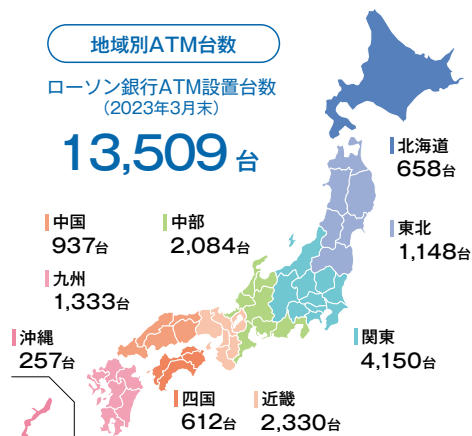 地域別ATM台数
ローソン銀行ATM設置台数
（2023年3月末）
13,509 台
北海道
658台
東北
1,148台
中国
937台
中部
2,084台
九州
1,333台
沖縄
257台
関東
4,150台
四国
612台
近畿
2,330台